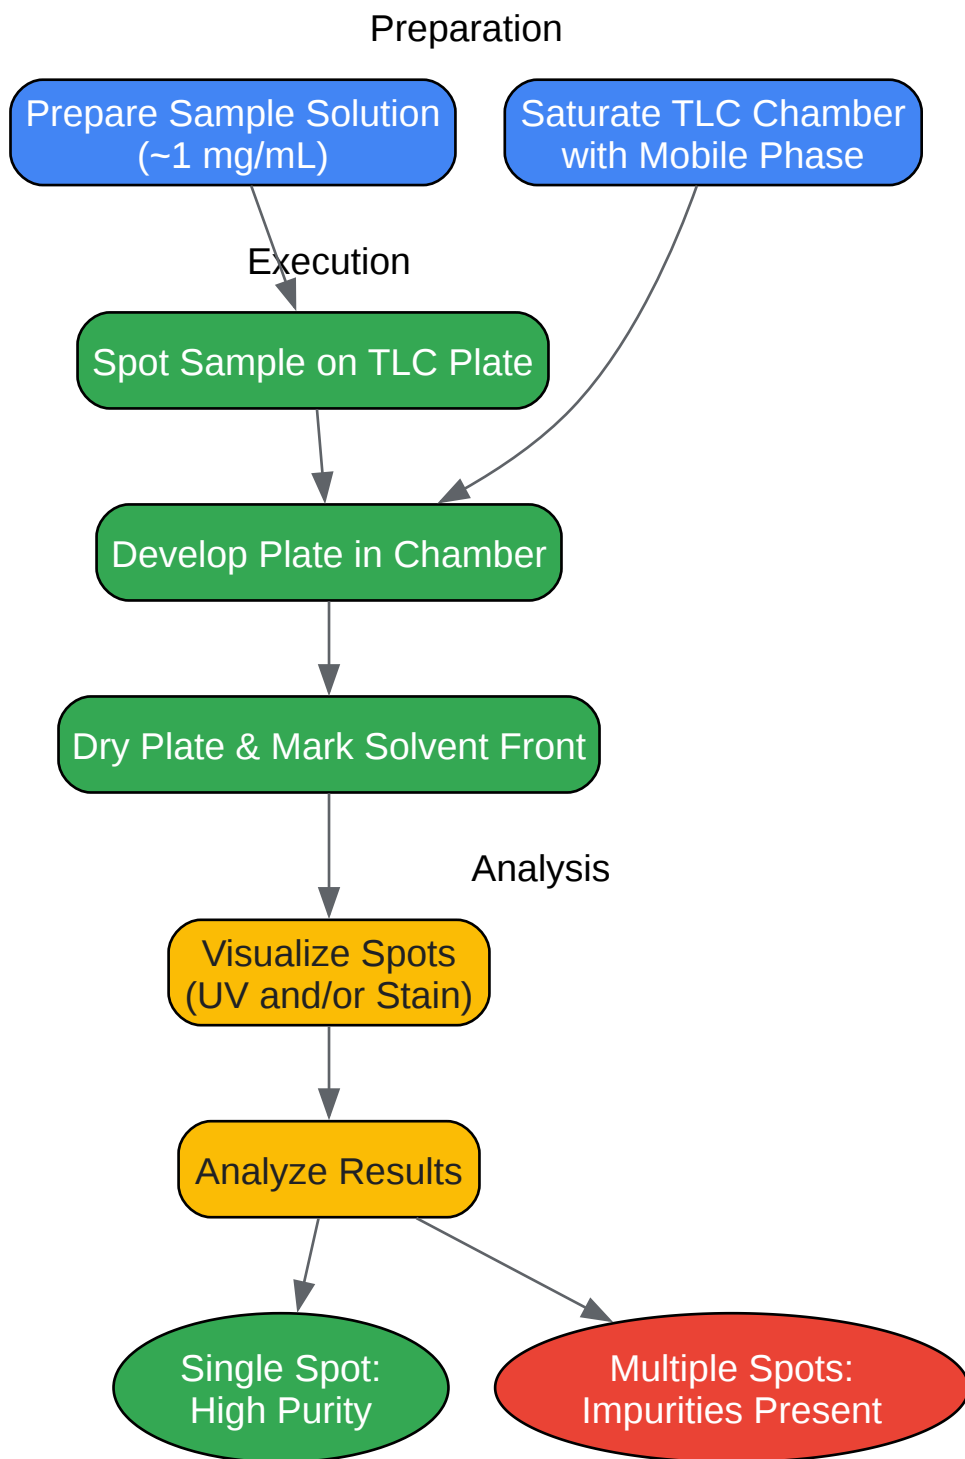 Preparation
Prepare Sample Solution
(~1 mg/mL)
Saturate TLC Chamber
with Mobile Phase
Execution
Spot Sample on TLC Plate
Develop Plate in Chamber
Dry Plate & Mark Solvent Front
Analysis
Visualize Spots
(UV and/or Stain)
Analyze Results
Single Spot:
High Purity
Multiple Spots:
Impurities Present